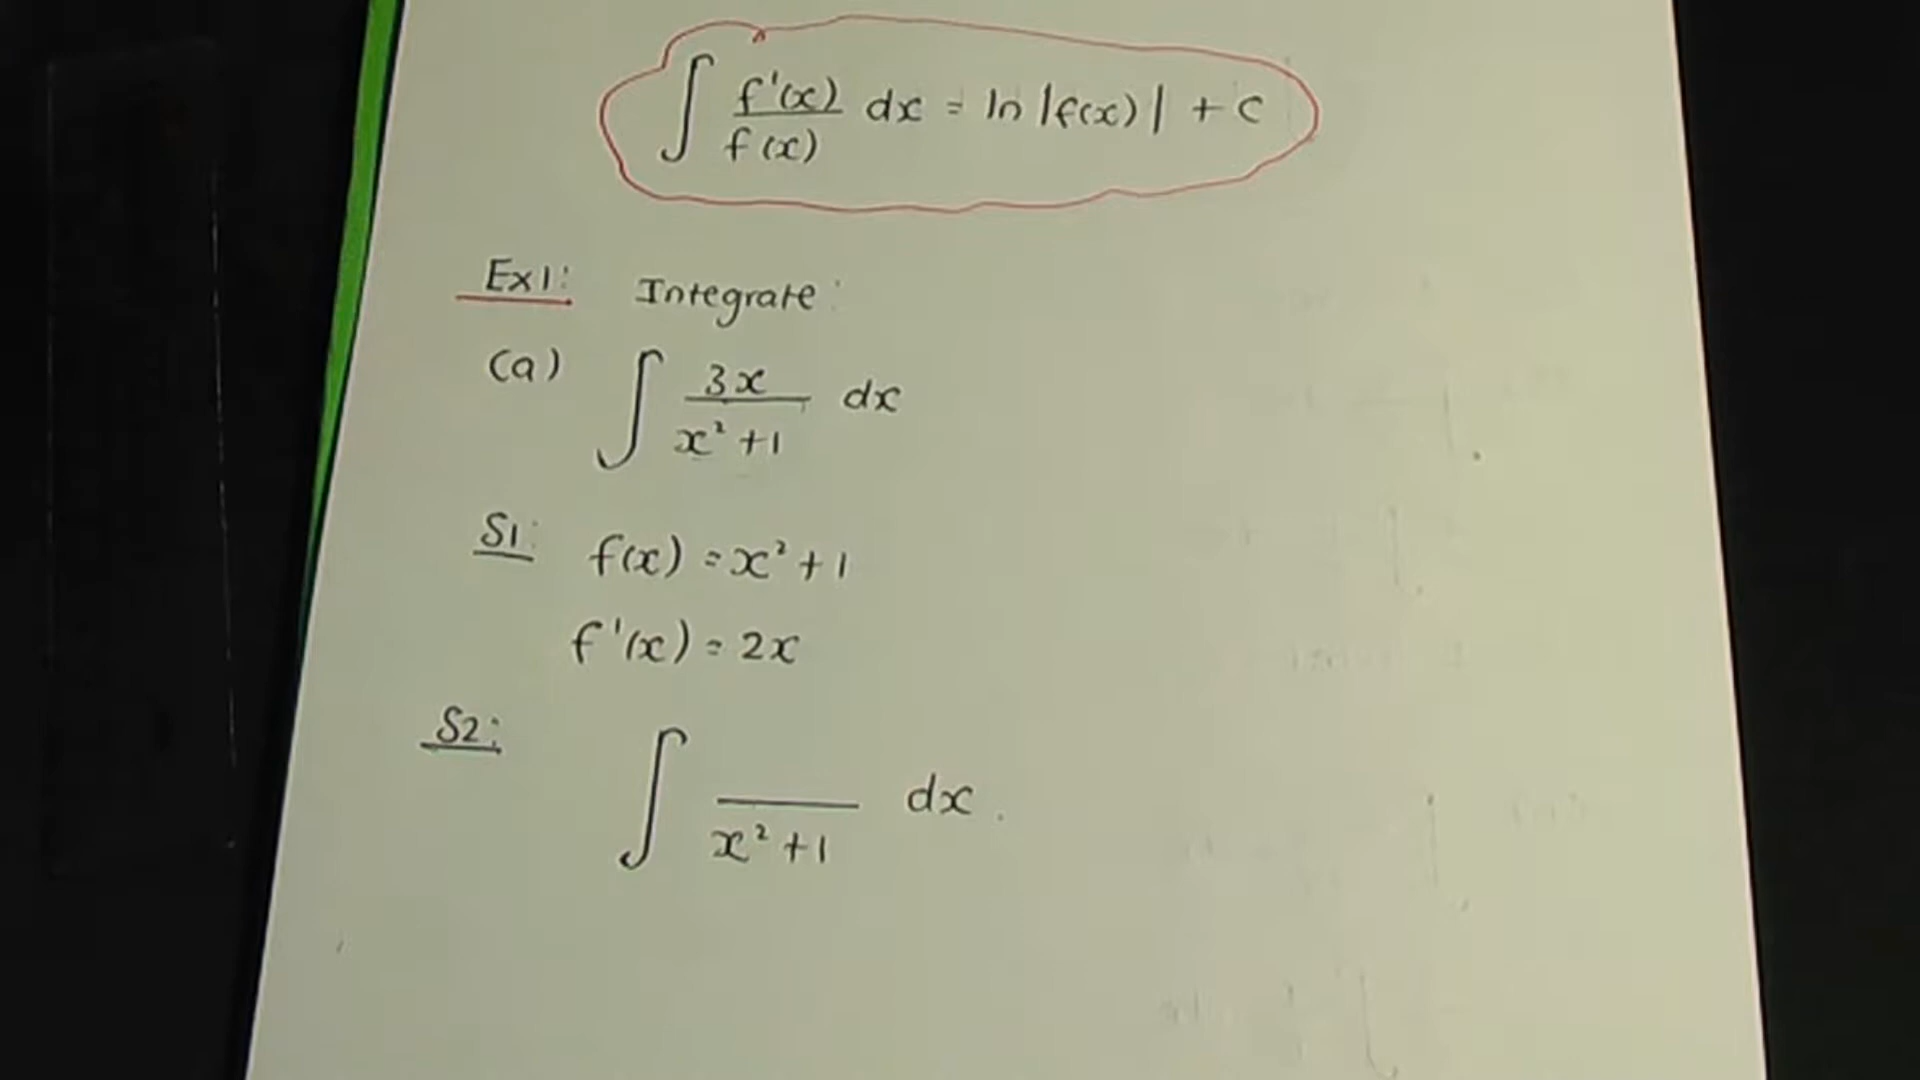 ∫ f'(x)/f(x) dx = ln |f(x)| + c
Ex1: Integrate:
(a) ∫ 3x/(x²+1) dx
S1: f(x) = x² + 1
f'(x) = 2x
S2: ∫ ——/(x²+1) dx.